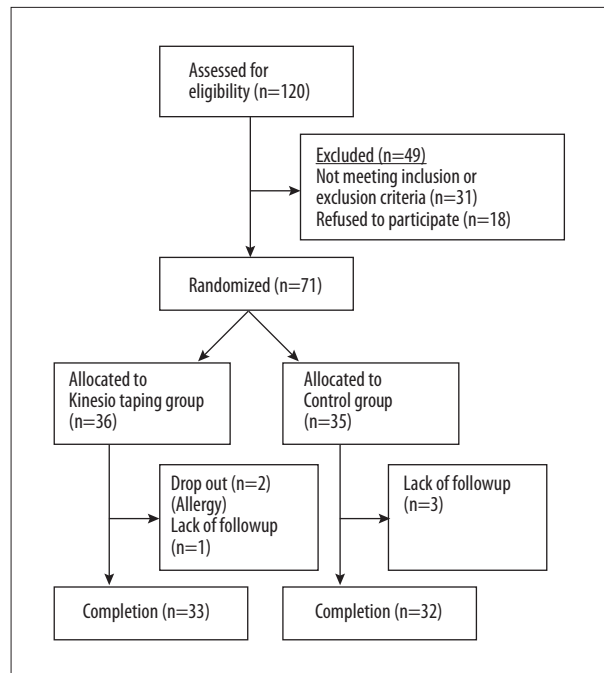 Assessed for
eligibility (n=120)
Excluded (n=49)
Not meeting inclusion or
exclusion criteria (n=31)
Refused to participate (n=18)
Randomized (n=71)
Allocated to
Kinesio taping group
(n=36)
Allocated to
Control group
(n=35)
Drop out (n=2)
(Allergy)
Lack of followup
(n=1)
Lack of followup
(n=3)
Completion (n=33)
Completion (n=32)